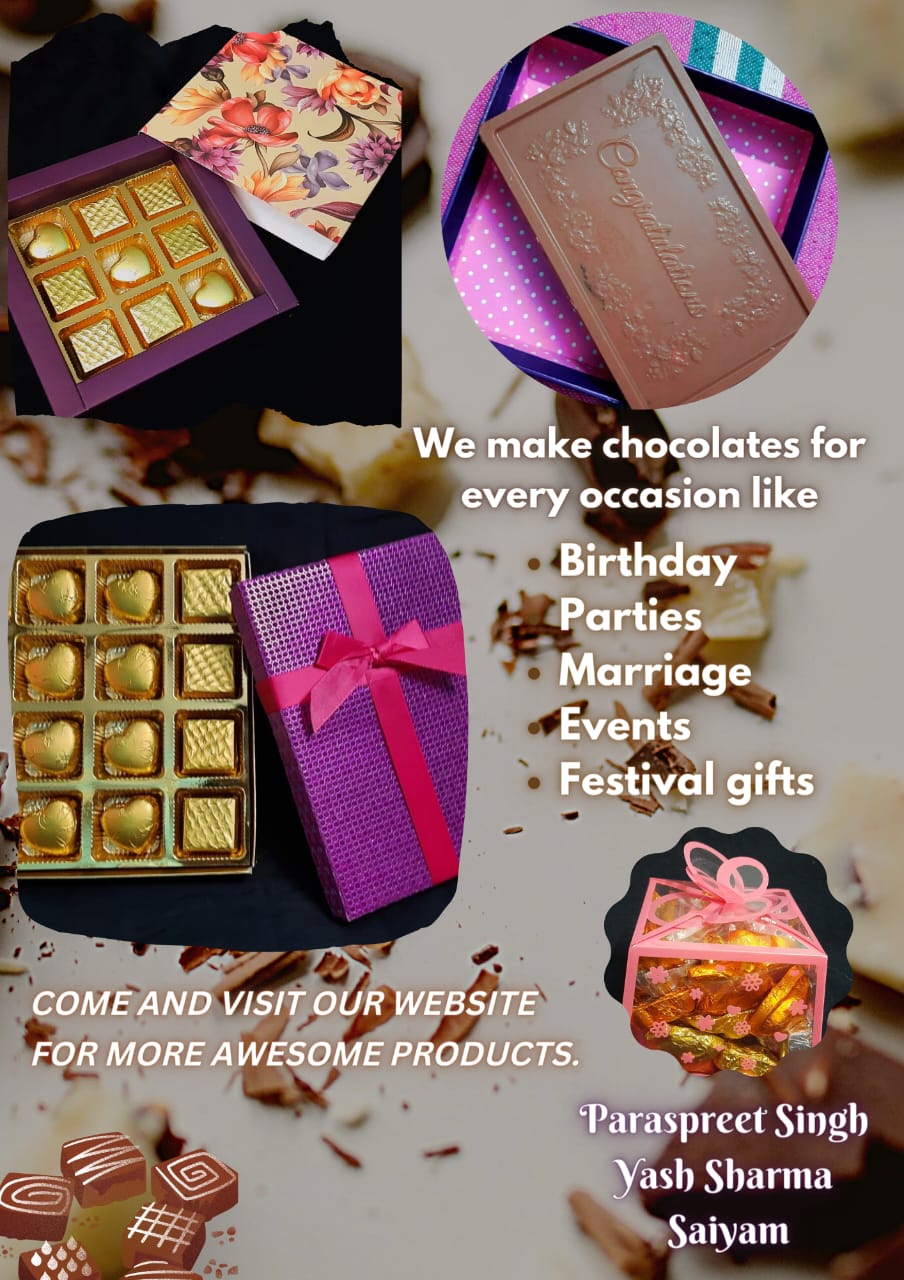 Congratulations
We make chocolates for
every occasion like
• Birthday
Parties
• Marriage
• Events
• Festival gifts
COME AND VISIT OUR WEBSITE
FOR MORE AWESOME PRODUCTS.
Paraspreet Singh
Yash Sharma
Saiyam